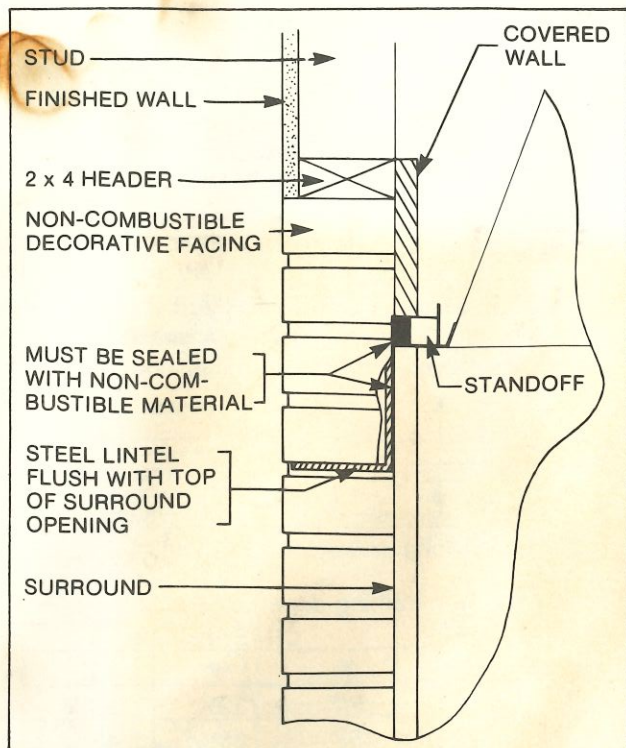 STUD
COVERED
WALL
FINISHED WALL
2 x 4 HEADER
NON-COMBUSTIBLE
DECORATIVE FACING
MUST BE SEALED
WITH NON-COM-
BUSTIBLE MATERIAL
STANDOFF
STEEL LINTEL
FLUSH WITH TOP
OF SURROUND
OPENING
SURROUND